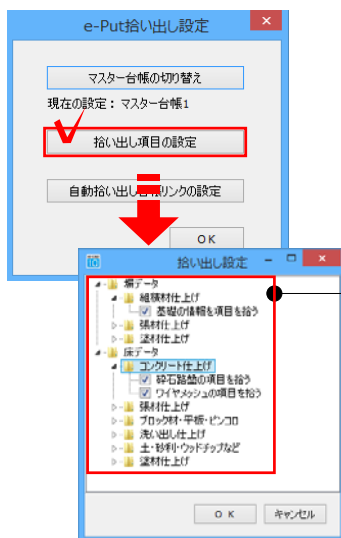 e-Put拾い出し設定
マスター台帳の切り替え
現在の設定：マスター台帳1
拾い出し項目の設定
自動拾い出し台帳リンクの設定
OK
拾い出し設定
塀データ
組積材仕上げ
基礎の情報を項目を拾う
張材仕上げ
塗材仕上げ
床データ
コンクリート仕上げ
砕石路盤の項目を拾う
ワイヤメッシュの項目を拾う
張材仕上げ
ブロック材・平板・ピンコロ
洗い出し仕上げ
土・砂利・ウッドチップなど
塗材仕上げ
OK
キャンセル